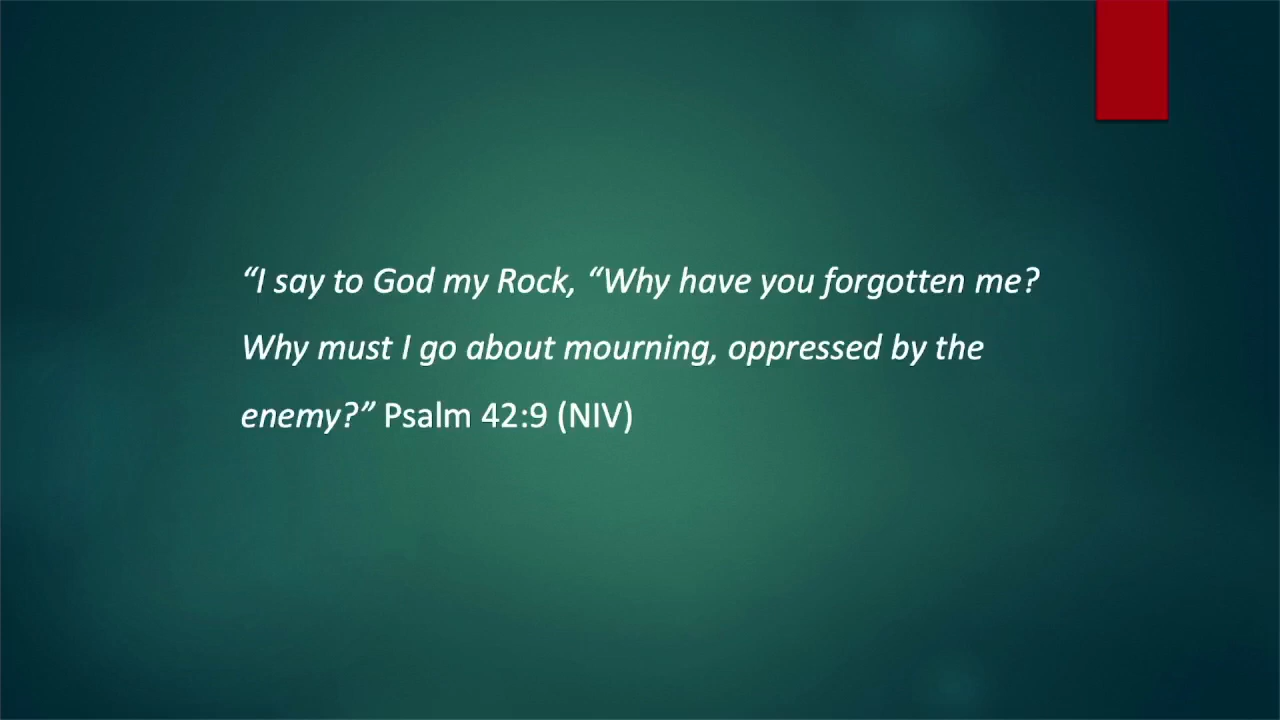 “I say to God my Rock, “Why have you forgotten me?
Why must I go about mourning, oppressed by the
enemy?” Psalm 42:9 (NIV)